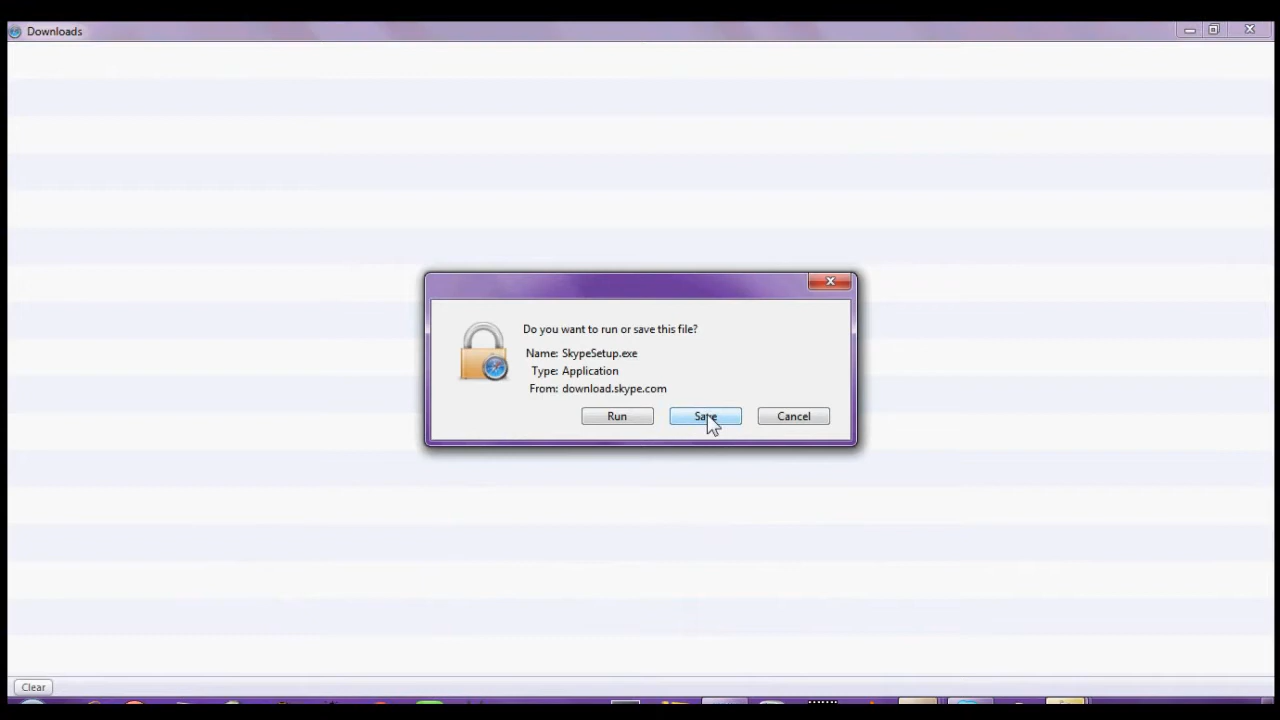 Downloads
Do you want to run or save this file?
Name: SkypeSetup.exe
Type: Application
From: download.skype.com
Run Save Cancel
Clear